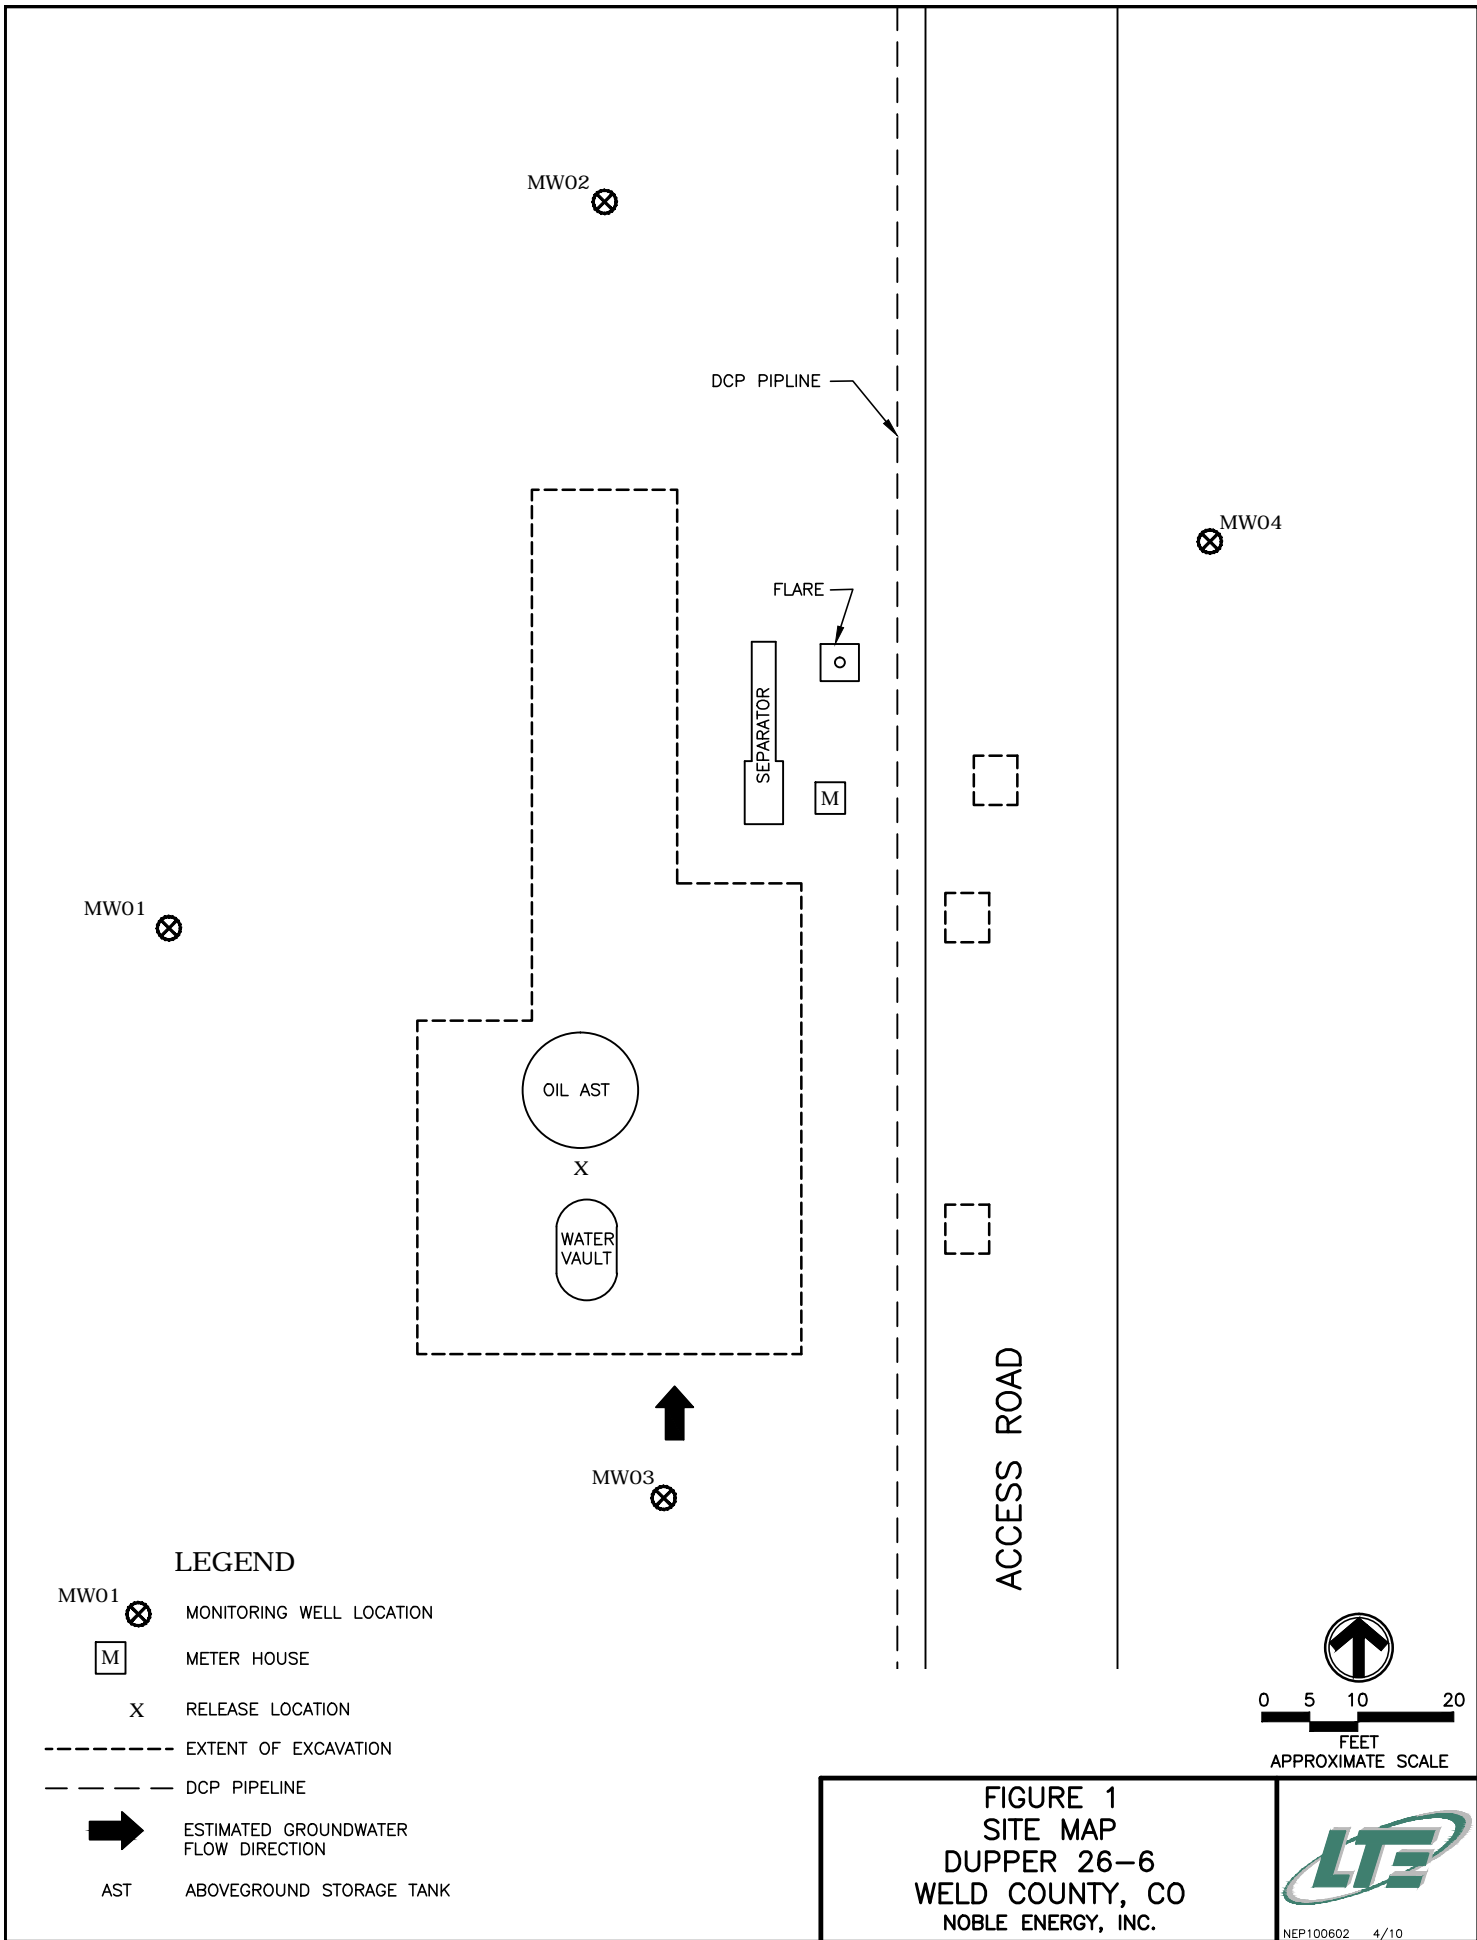 MW02
DCP PIPLINE
MW04
FLARE
SEPARATOR
M
MW01
OIL AST
X
WATER
VAULT
ACCESS ROAD
MW03
LEGEND
MW01
MONITORING WELL LOCATION
M
METER HOUSE
X
RELEASE LOCATION
EXTENT OF EXCAVATION
DCP PIPELINE
ESTIMATED GROUNDWATER
FLOW DIRECTION
AST
ABOVEGROUND STORAGE TANK
0 5 10 20
FEET
APPROXIMATE SCALE
FIGURE 1
SITE MAP
DUPPER 26-6
WELD COUNTY, CO
NOBLE ENERGY, INC.
LTE
NEP100602 4/10